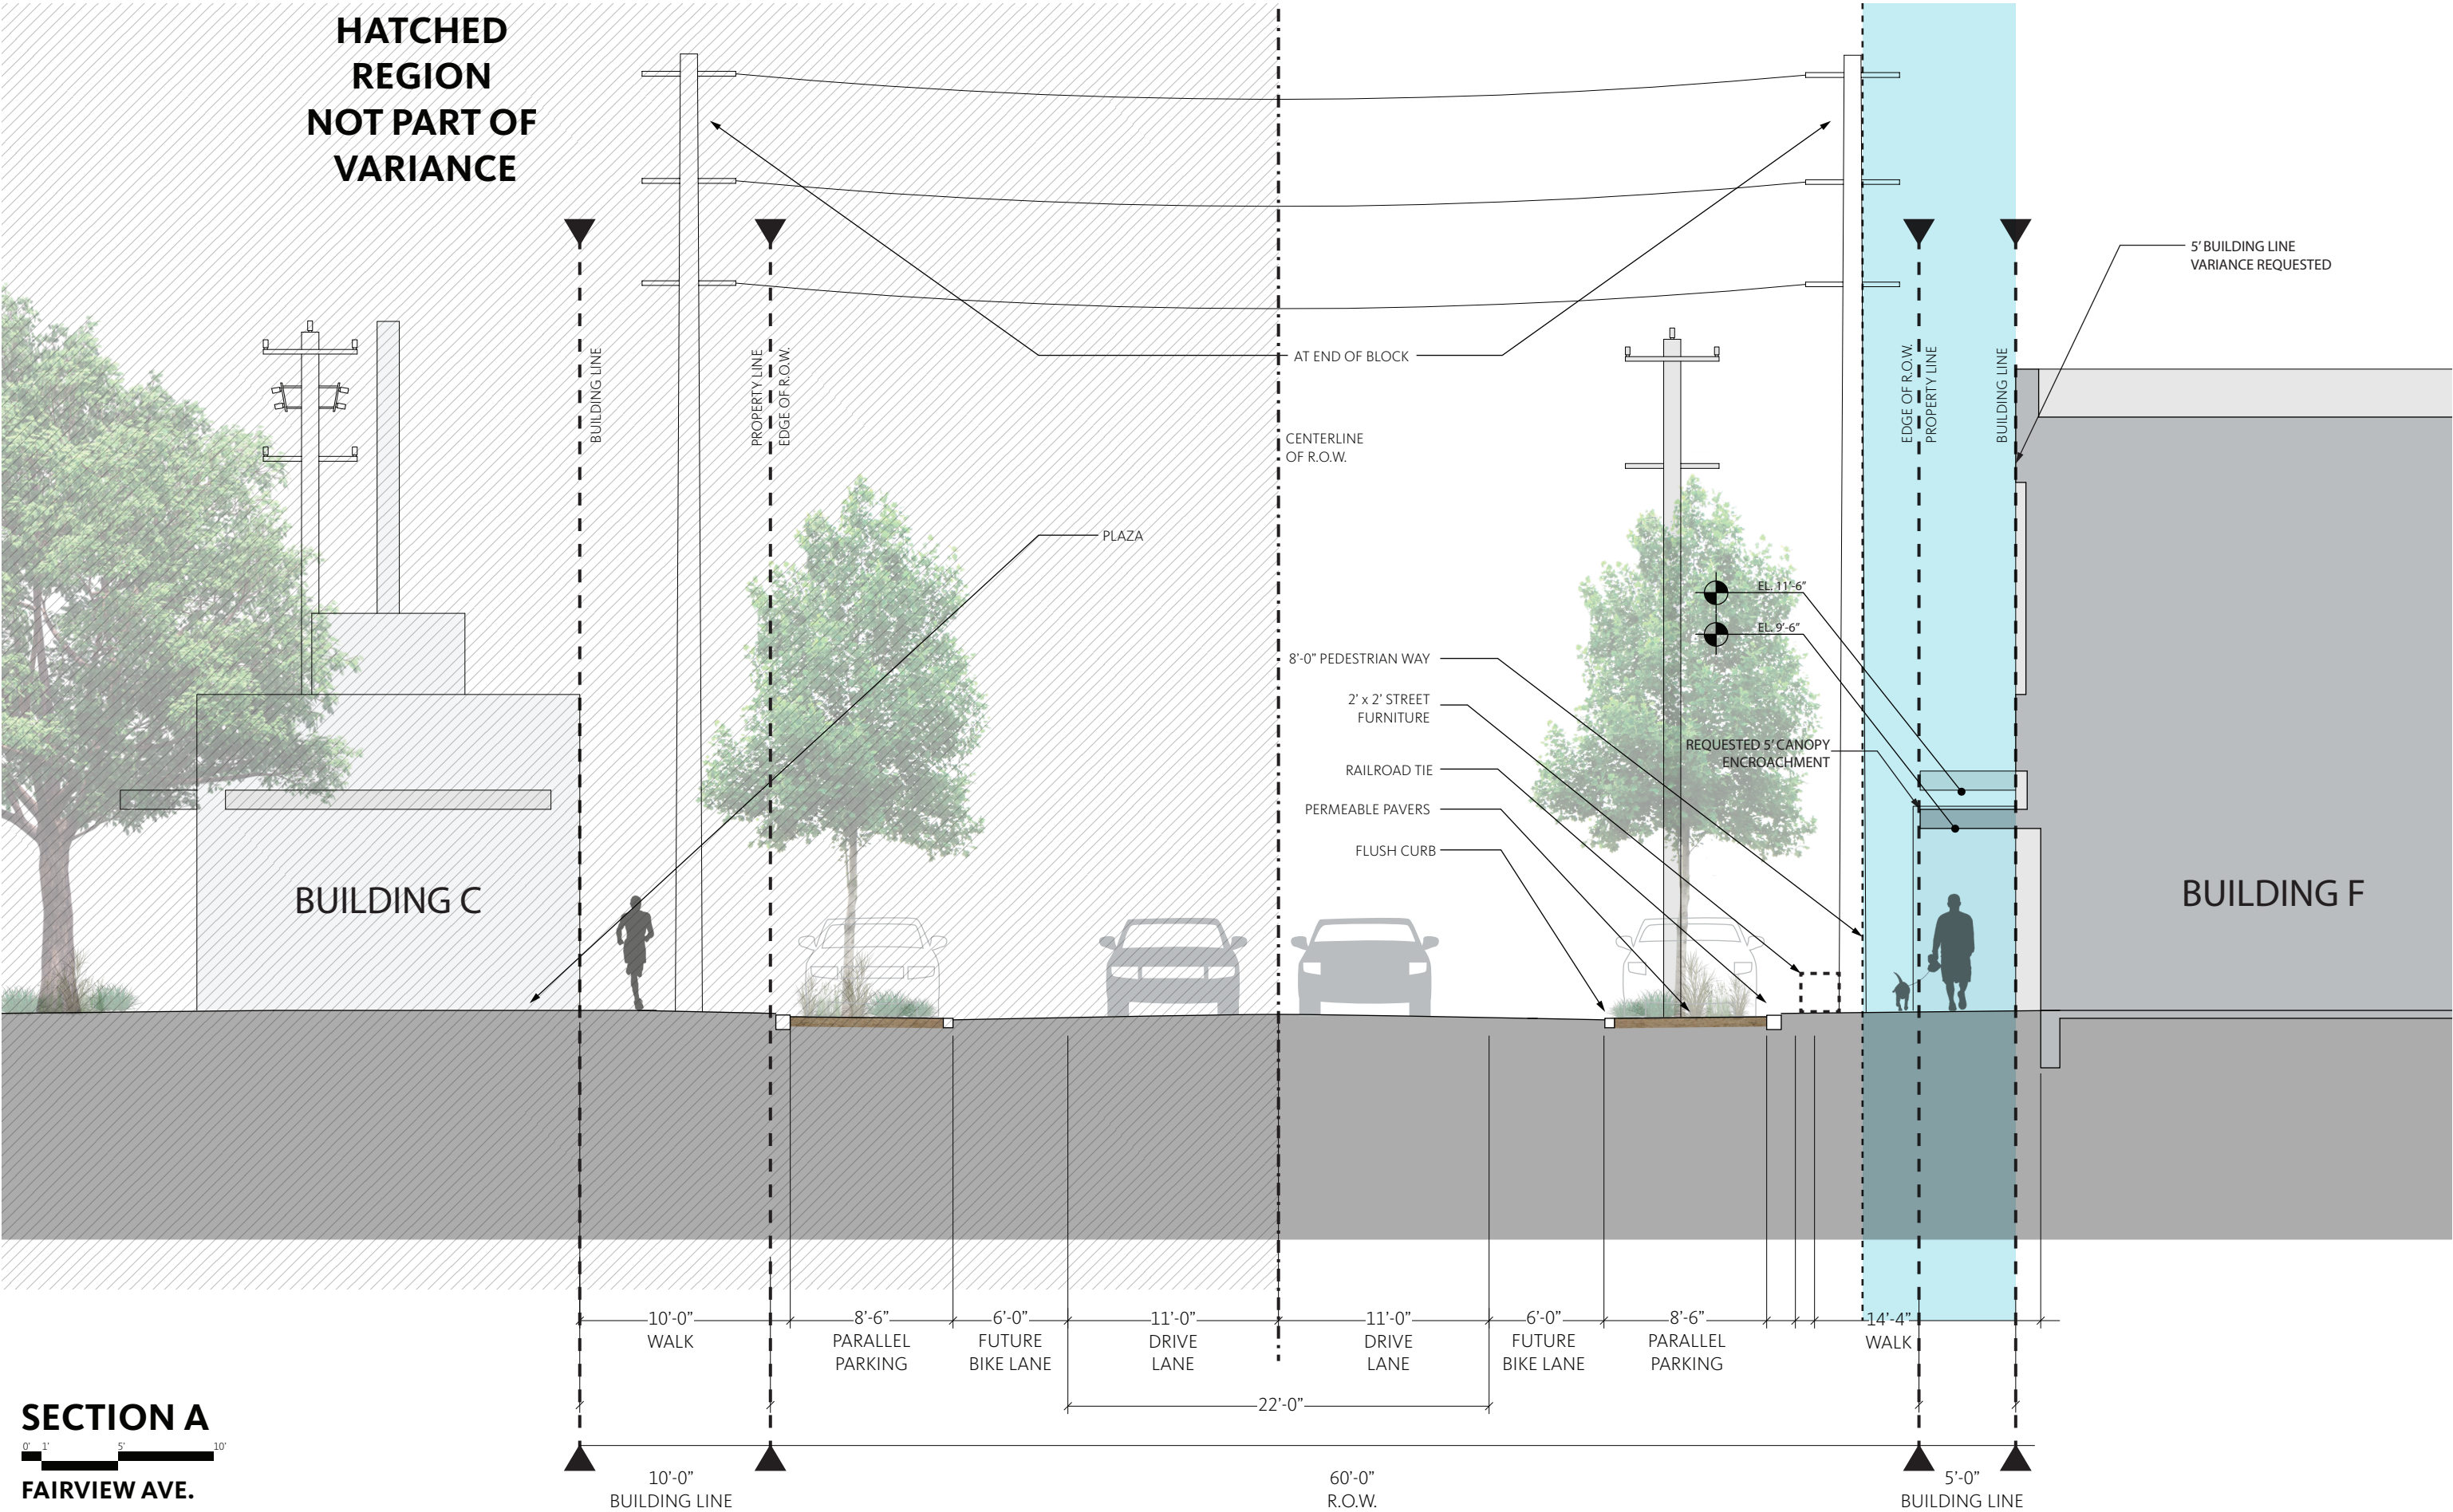 HATCHED
REGION
NOT PART OF
VARIANCE
5’ BUILDING LINE
VARIANCE REQUESTED
BUILDING LINE
PROPERTY LINE
EDGE OF R.O.W.
AT END OF BLOCK
EDGE OF R.O.W.
PROPERTY LINE
BUILDING LINE
CENTERLINE
OF R.O.W.
PLAZA
EL. 11’-6”
EL. 9’-6”
8’-0” PEDESTRIAN WAY
2’ x 2’ STREET
FURNITURE
REQUESTED 5’ CANOPY
ENCROACHMENT
RAILROAD TIE
PERMEABLE PAVERS
FLUSH CURB
BUILDING C
BUILDING F
10’-0”
WALK
8’-6”
PARALLEL
PARKING
6’-0”
FUTURE
BIKE LANE
11’-0”
DRIVE
LANE
11’-0”
DRIVE
LANE
6’-0”
FUTURE
BIKE LANE
8’-6”
PARALLEL
PARKING
14’-4”
WALK
22’-0”
SECTION A
0’ 1’ 5’ 10’
FAIRVIEW AVE.
10’-0”
BUILDING LINE
60’-0”
R.O.W.
5’-0”
BUILDING LINE